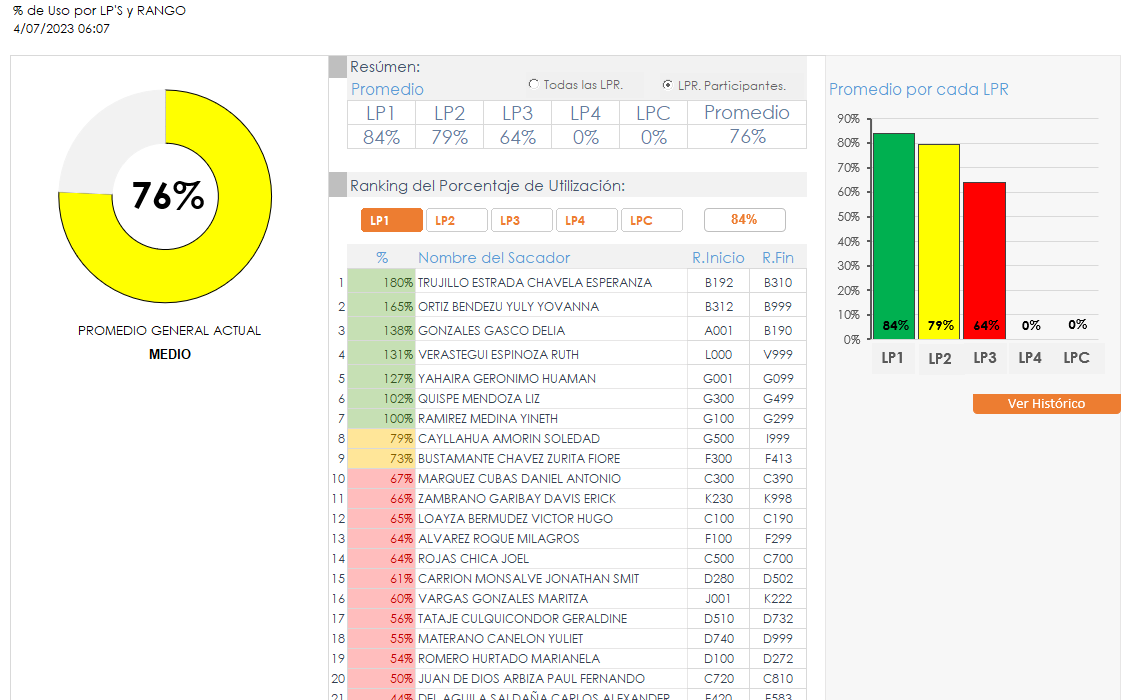 % de Uso por LP'S y RANGO
4/07/2023 06:07
76%
PROMEDIO GENERAL ACTUAL
MEDIO
Resúmen:
Promedio
Todas las LPR.
LPR. Participantes.
LP1 LP2 LP3 LP4 LPC Promedio
84% 79% 64% 0% 0% 76%
Ranking del Porcentaje de Utilización:
LP1 LP2 LP3 LP4 LPC 84%
% Nombre del Sacador R.Inicio R.Fin
1 180% TRUJILLO ESTRADA CHAVELA ESPERANZA B192 B310
2 165% ORTIZ BENDEZU YULY YOVANNA B312 B999
3 138% GONZALES GASCO DELIA A001 B190
4 131% VERASTEGUI ESPINOZA RUTH L000 V999
5 127% YAHAIRA GERONIMO HUAMAN G001 G099
6 102% QUISPE MENDOZA LIZ G300 G499
7 100% RAMIREZ MEDINA YINETH G100 G299
8 79% CAYLLAHUA AMORIN SOLEDAD G500 I999
9 73% BUSTAMANTE CHAVEZ ZURITA FIORE F300 F413
10 67% MARQUEZ CUBAS DANIEL ANTONIO C300 C390
11 66% ZAMBRANO GARIBAY DAVIS ERICK K230 K998
12 65% LOAYZA BERMUDEZ VICTOR HUGO C100 C190
13 64% ALVAREZ ROQUE MILAGROS F100 F299
14 64% ROJAS CHICA JOEL C500 C700
15 61% CARRION MONSALVE JONATHAN SMIT D280 D502
16 60% VARGAS GONZALES MARITZA J001 K222
17 56% TATAJE CULQUICONDOR GERALDINE D510 D732
18 55% MATERANO CANELON YULIET D740 D999
19 54% ROMERO HURTADO MARIANELA D100 D272
20 50% JUAN DE DIOS ARBIZA PAUL FERNANDO C720 C810
21 44% DEL AGUILA SALDAÑA CARLOS ALEXANDER F420 F583
Promedio por cada LPR
90%
80%
70%
60%
50%
40%
30%
20%
10%
0%
84% 79% 64% 0% 0%
LP1 LP2 LP3 LP4 LPC
Ver Histórico